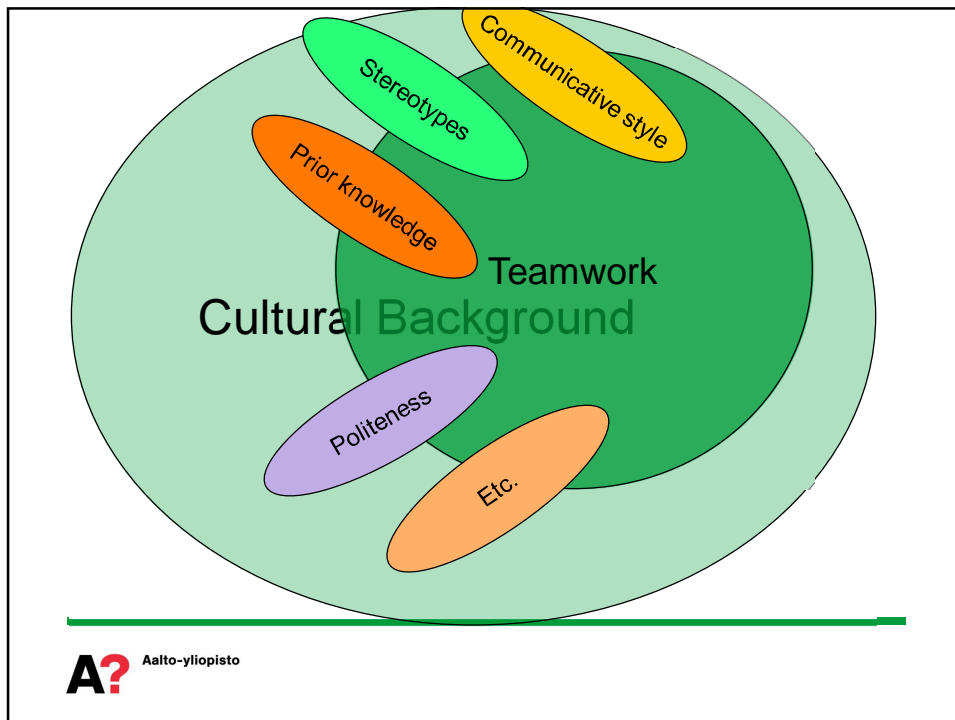 Communicative style
Stereotypes
Prior knowledge
Teamwork
Cultural Background
Politeness
Etc.
A?
Aalto-yliopisto